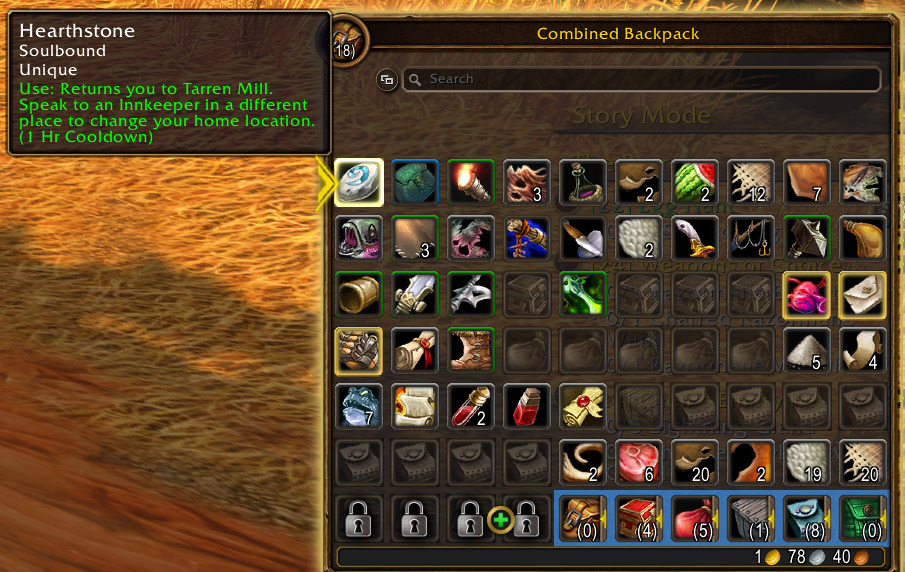 Hearthstone
Soulbound
Unique
Use: Returns you to Tarren Mill.
Speak to an Innkeeper in a different
place to change your home location.
(1 Hr Cooldown)
18)
Combined Backpack
Search
Story Mode
3 2 2 12 7
3 2
5 4
7 2
2 6 20 2 19 20
(0) (4) (5) (1) (8) (0)
1 78 40